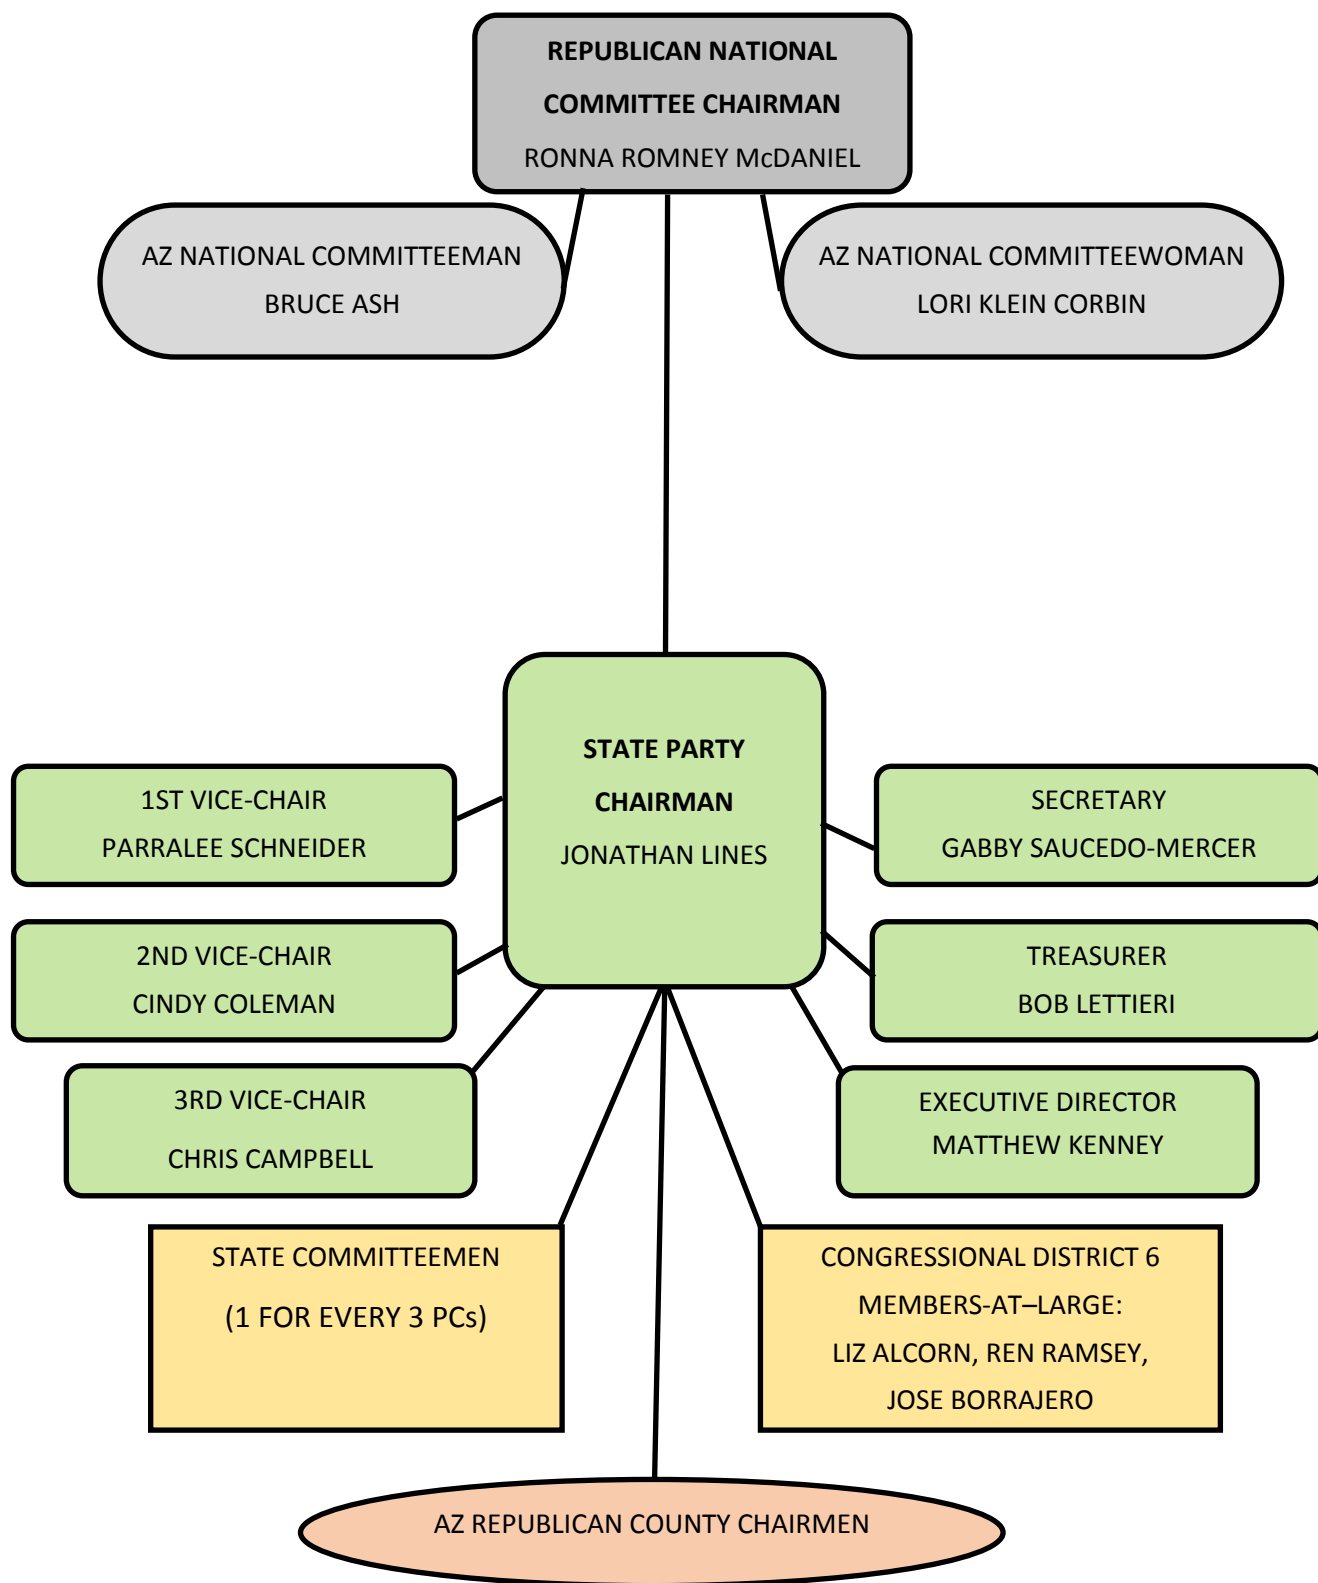 REPUBLICAN NATIONAL
COMMITTEE CHAIRMAN
RONNA ROMNEY McDANIEL
AZ NATIONAL COMMITTEEMAN
BRUCE ASH
AZ NATIONAL COMMITTEEWOMAN
LORI KLEIN CORBIN
STATE PARTY
CHAIRMAN
JONATHAN LINES
1ST VICE-CHAIR
PARRALEE SCHNEIDER
SECRETARY
GABBY SAUCEDO-MERCER
2ND VICE-CHAIR
CINDY COLEMAN
TREASURER
BOB LETTIERI
3RD VICE-CHAIR
CHRIS CAMPBELL
EXECUTIVE DIRECTOR
MATTHEW KENNEY
STATE COMMITTEEMEN
(1 FOR EVERY 3 PCs)
CONGRESSIONAL DISTRICT 6
MEMBERS-AT–LARGE:
LIZ ALCORN, REN RAMSEY,
JOSE BORRAJERO
AZ REPUBLICAN COUNTY CHAIRMEN